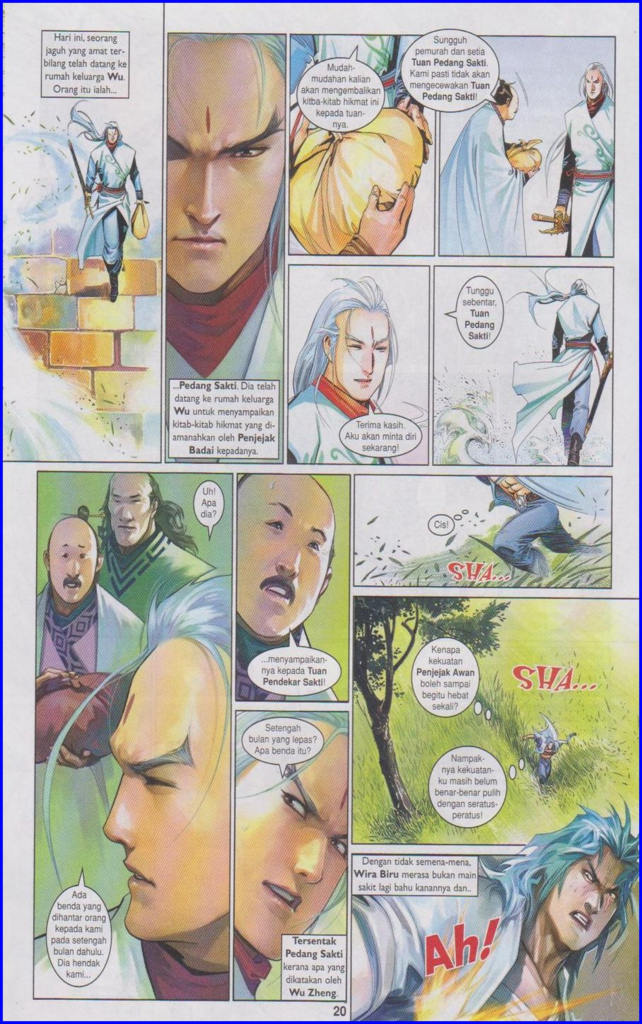 Hari ini, seorang
jaguh yang amat ter-
bilang telah datang ke
rumah keluarga Wu.
Orang itu ialah...
...Pedang Sakti. Dia telah
datang ke rumah keluarga
Wu untuk menyampaikan
kitab-kitab hikmat yang di-
amanahkan oleh Penjejak
Badai kepadanya.
Mudah-
mudahan kalian
akan mengembalikan
kitba-kitab hikmat ini
kepada tuan-
nya.
Sungguh
pemurah dan setia
Tuan Pedang Sakti.
Kami pasti tidak akan
mengecewakan Tuan
Pedang Sakti!
Terima kasih.
Aku akan minta diri
sekarang!
Tunggu
sebentar,
Tuan
Pedang
Sakti!
Uh!
Apa
dia?
Ada
benda yang
dihantar orang
kepada kami
pada setengah
bulan dahulu.
Dia hendak
kami...
...menyampaikan-
nya kepada Tuan
Pendekar Sakti!
Setengah
bulan yang lepas?
Apa benda itu?
Tersentak
Pedang Sakti
kerana apa yang
dikatakan oleh
Wu Zheng.
Cis!
SHA...
Kenapa
kekuatan
Penjejak Awan
boleh sampai
begitu hebat
sekali?
SHA...
Nampak-
nya kekuatan-
ku masih belum
benar-benar pulih
dengan seratus-
peratus!
Dengan tidak semena-mena,
Wira Biru merasa bukan main
sakit lagi bahu kanannya dan..
Ah!
20